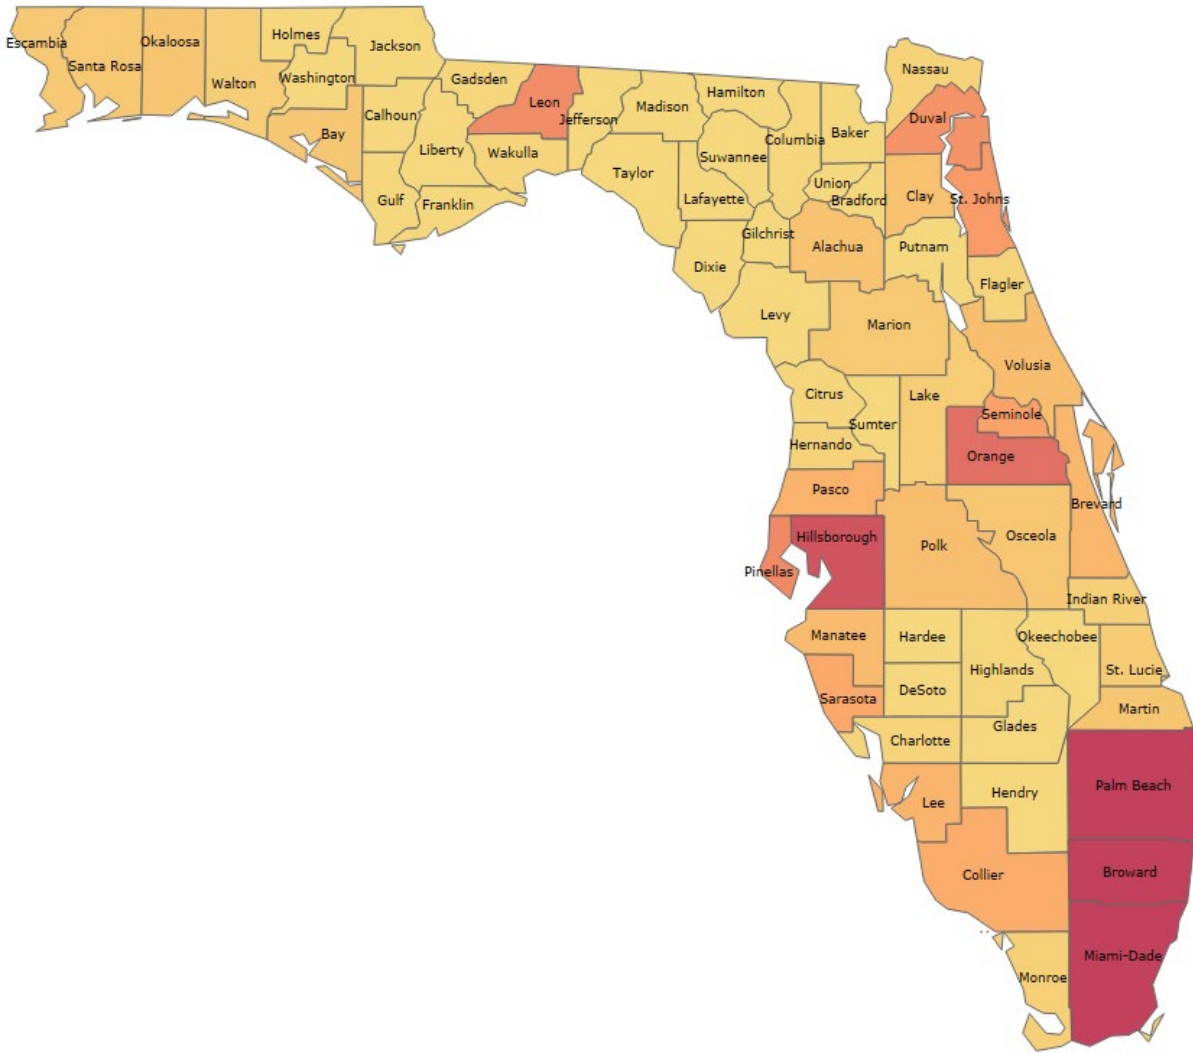 Escambia
Santa Rosa
Okaloosa
Walton
Holmes
Washington
Jackson
Bay
Calhoun
Gulf
Liberty
Franklin
Gadsden
Leon
Wakulla
Jefferson
Madison
Taylor
Hamilton
Suwannee
Lafayette
Columbia
Baker
Nassau
Duval
Union
Bradford
Clay
St. Johns
Dixie
Gilchrist
Alachua
Putnam
Flagler
Levy
Marion
Volusia
Citrus
Sumter
Lake
Seminole
Hernando
Orange
Pasco
Brevard
Hillsborough
Pinellas
Polk
Osceola
Indian River
Manatee
Hardee
Highlands
Okeechobee
St. Lucie
Sarasota
DeSoto
Martin
Charlotte
Glades
Lee
Hendry
Palm Beach
Collier
Broward
Miami-Dade
Monroe